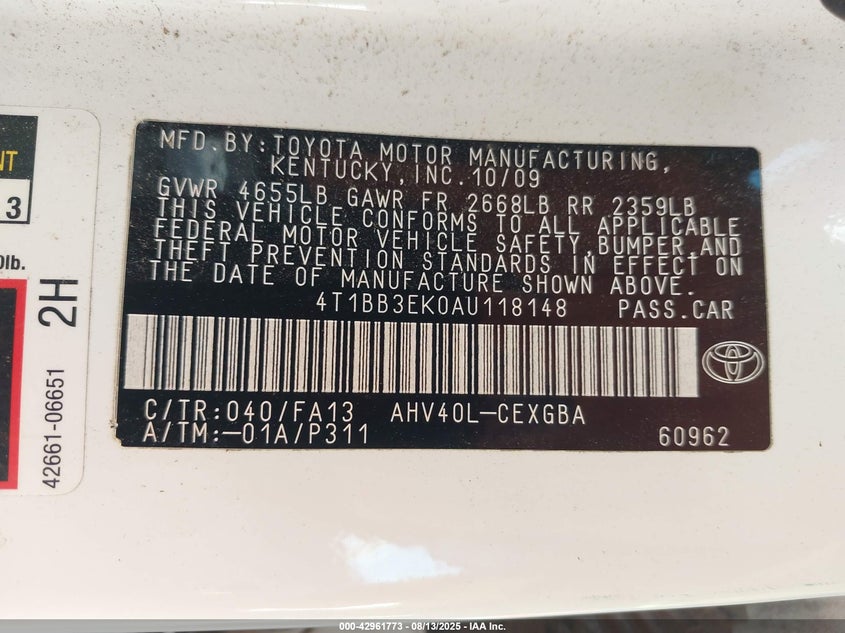 MFD.BY:TOYOTA MOTOR MANUFACTURING,
KENTUCKY,INC.10/09
GVWR 4655LB GAWR FR 2668LB RR 2359LB
THIS VEHICLE CONFORMS TO ALL APPLICABLE
FEDERAL MOTOR VEHICLE SAFETY,BUMPER,AND
THEFT PREVENTION STANDARDS IN EFFECT ON
THE DATE OF MANUFACTURE SHOWN ABOVE.
4T1BB3EK0AU118148 PASS.CAR
C/TR:040/FA13 AHV40L-CEXGBA
A/TM:-01A/P311 60962
NT
3
0lb.
2H
42661-06651
000-42961773 - 08/13/2025 - IAA Inc.